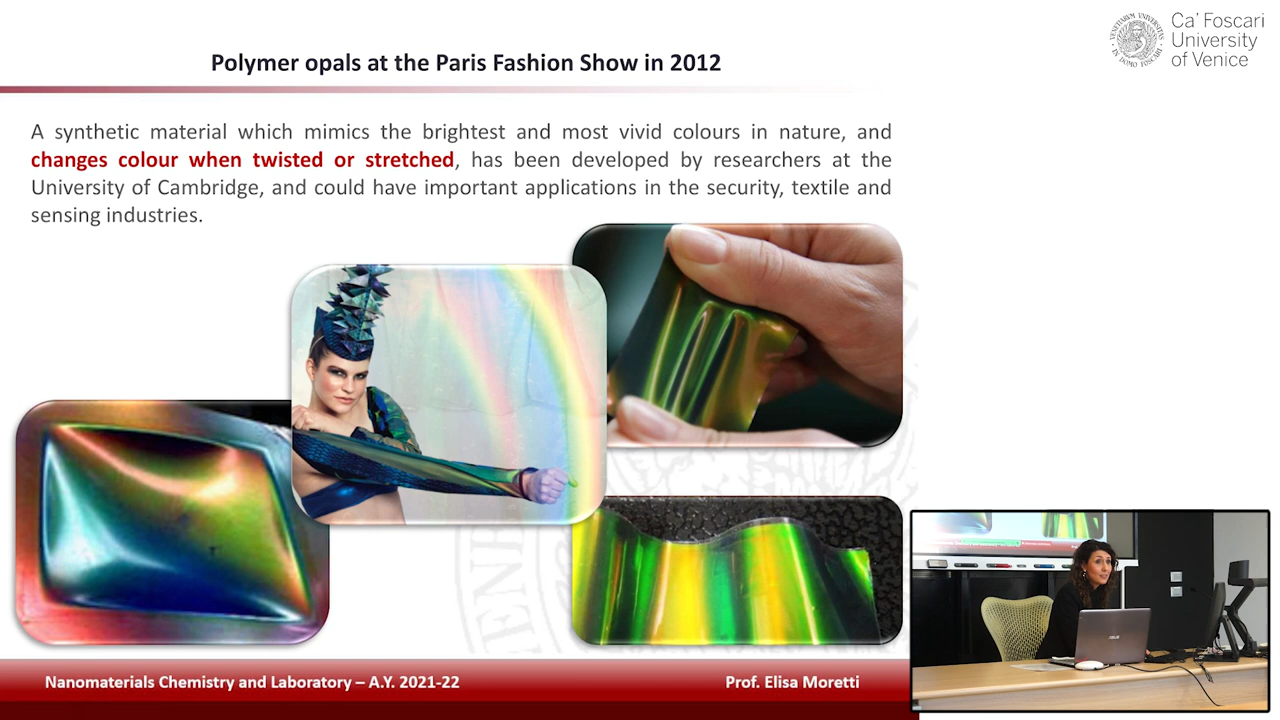 Ca' Foscari
University
of Venice
Polymer opals at the Paris Fashion Show in 2012
A synthetic material which mimics the brightest and most vivid colours in nature, and
changes colour when twisted or stretched, has been developed by researchers at the
University of Cambridge, and could have important applications in the security, textile and
sensing industries.
Nanomaterials Chemistry and Laboratory – A.Y. 2021-22
Prof. Elisa Moretti
ASUS